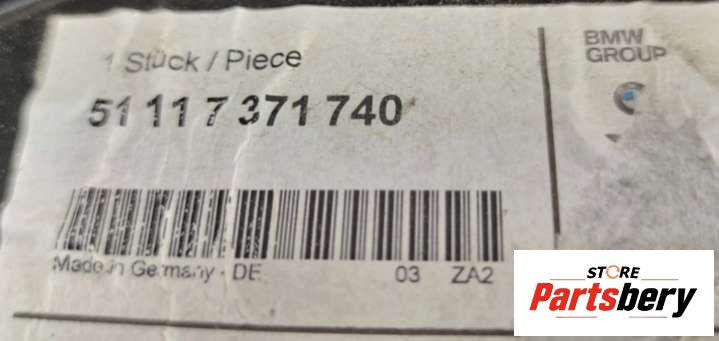 1 Stück / Piece
51 11 7 371 740
Made in Germany - DE 03 ZA2
BMW
GROUP
STORE
Partsbery